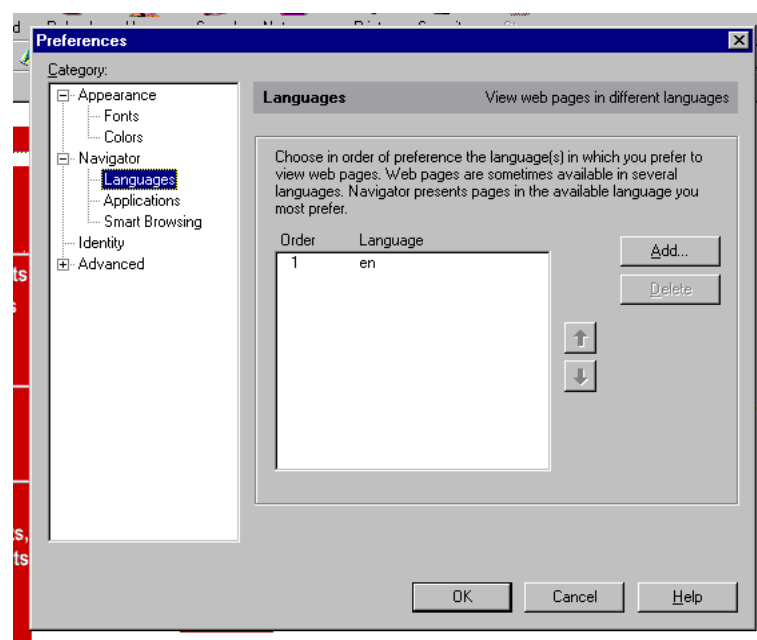 Preferences
Category:
Appearance
Fonts
Colors
Navigator
Languages
Applications
Smart Browsing
Identity
Advanced
Languages View web pages in different languages
Choose in order of preference the language(s) in which you prefer to
view web pages. Web pages are sometimes available in several
languages. Navigator presents pages in the available language you
most prefer.
Order Language
1 en
Add...
Delete
OK Cancel Help